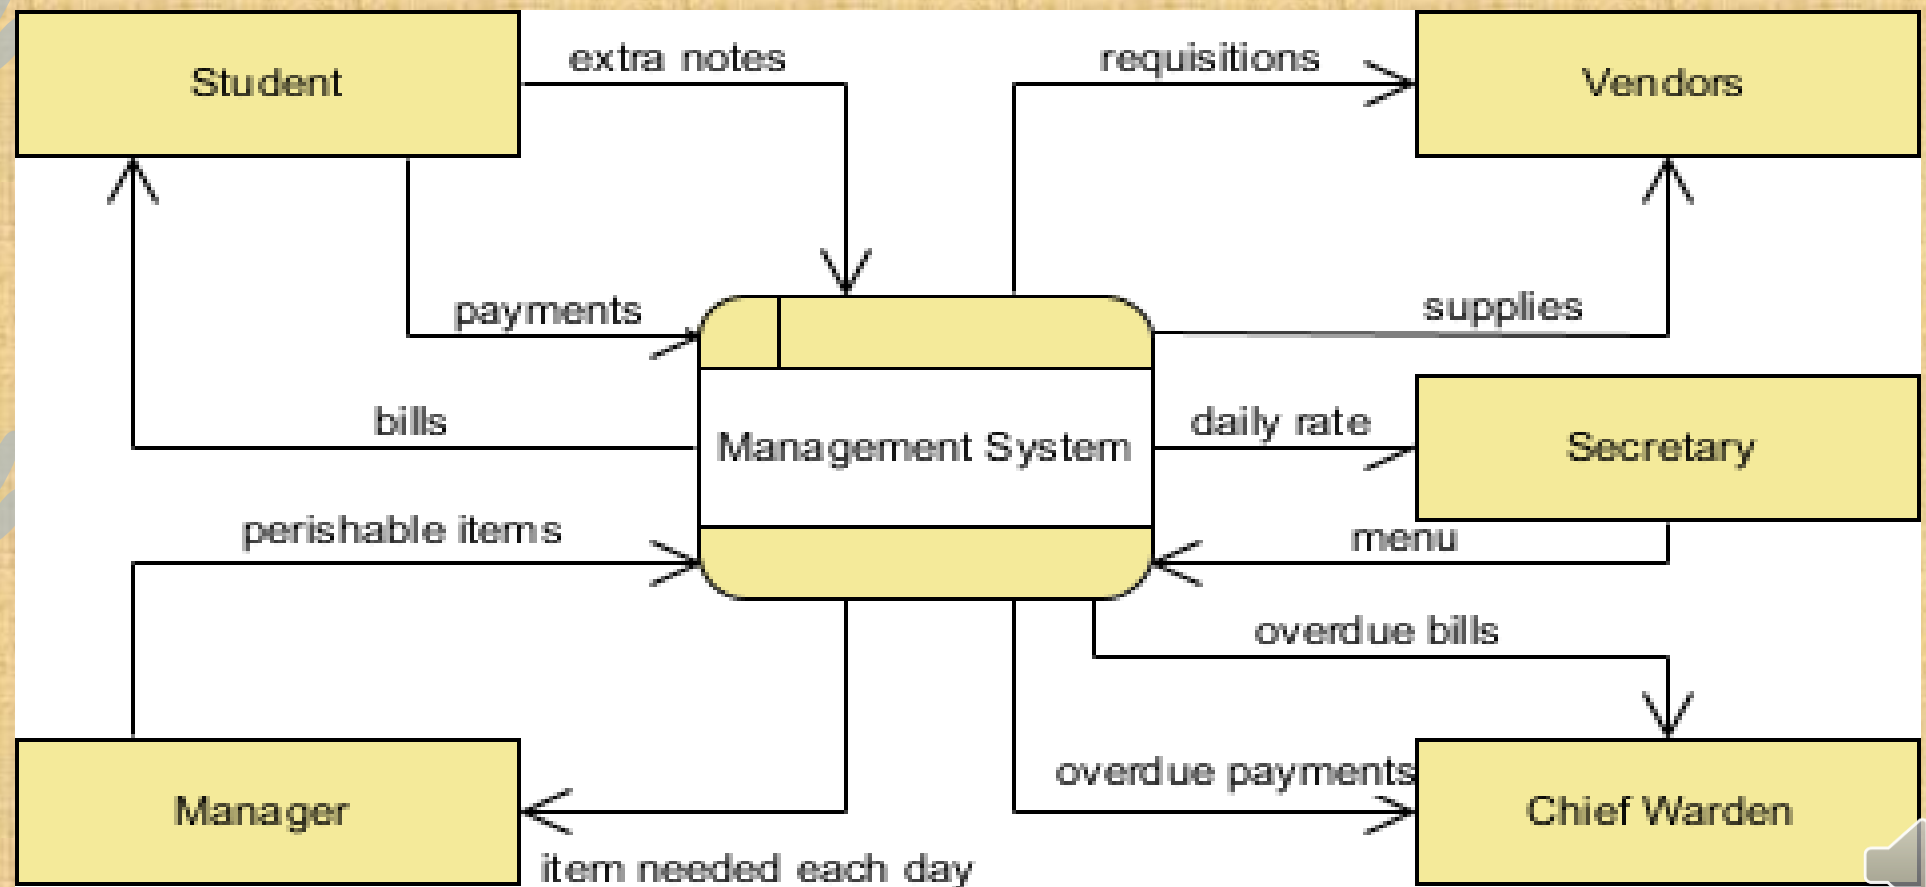 Student
extra notes
requisitions
Vendors
payments
supplies
bills
Management System
daily rate
Secretary
perishable items
menu
overdue bills
Manager
overdue payments
Chief Warden
item needed each day